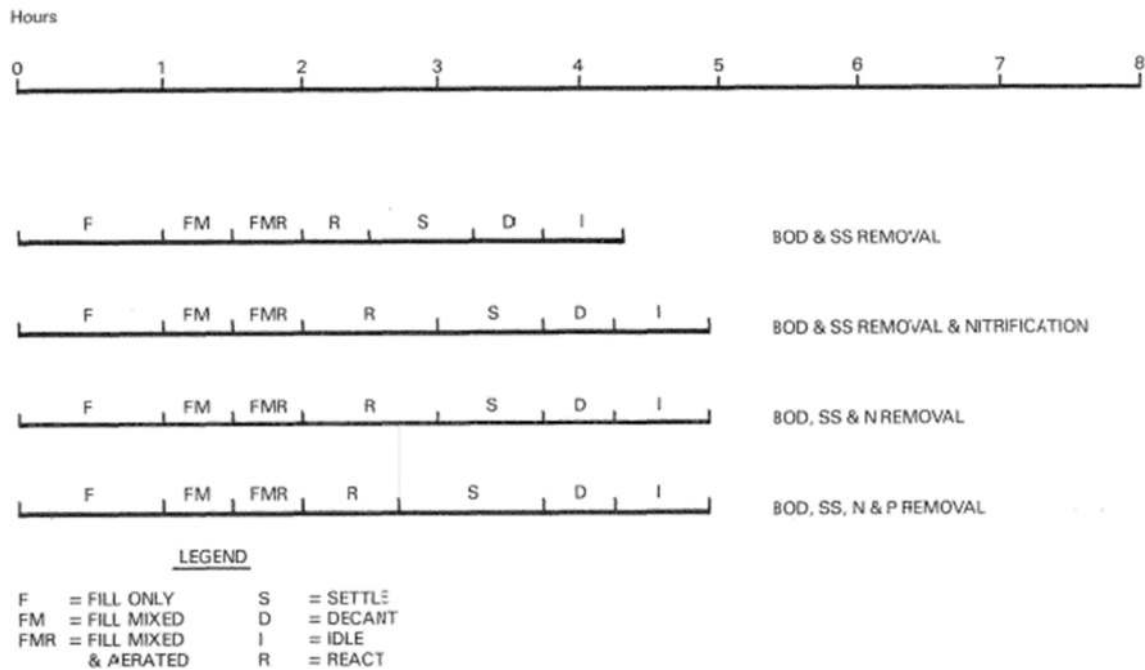 Hours
0 1 2 3 4 5 6 7 8
F FM FMR R S D I BOD & SS REMOVAL
F FM FMR R S D I BOD & SS REMOVAL & NITRIFICATION
F FM FMR R S D I BOD, SS & N REMOVAL
F FM FMR R S D I BOD, SS, N & P REMOVAL
LEGEND
F = FILL ONLY S = SETTLE
FM = FILL MIXED D = DECANT
FMR = FILL MIXED I = IDLE
& AERATED R = REACT